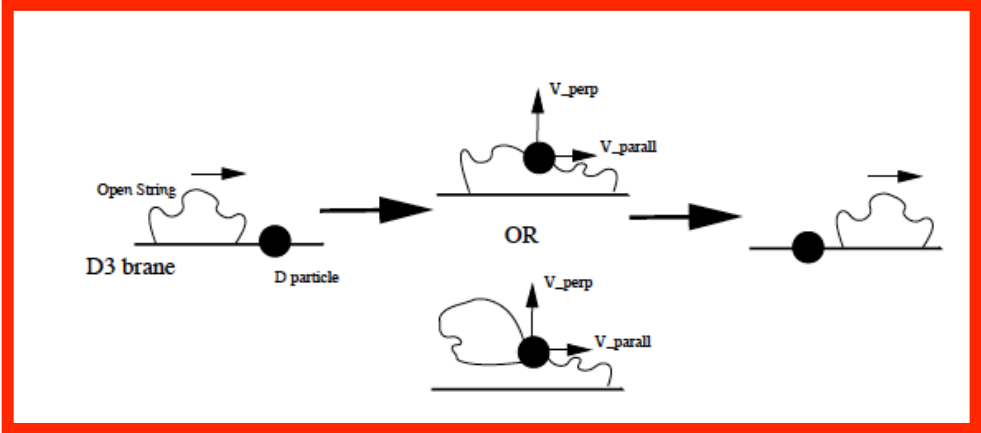 V_perp
V_parall
Open String
OR
D3 brane
D particle
V_perp
V_parall